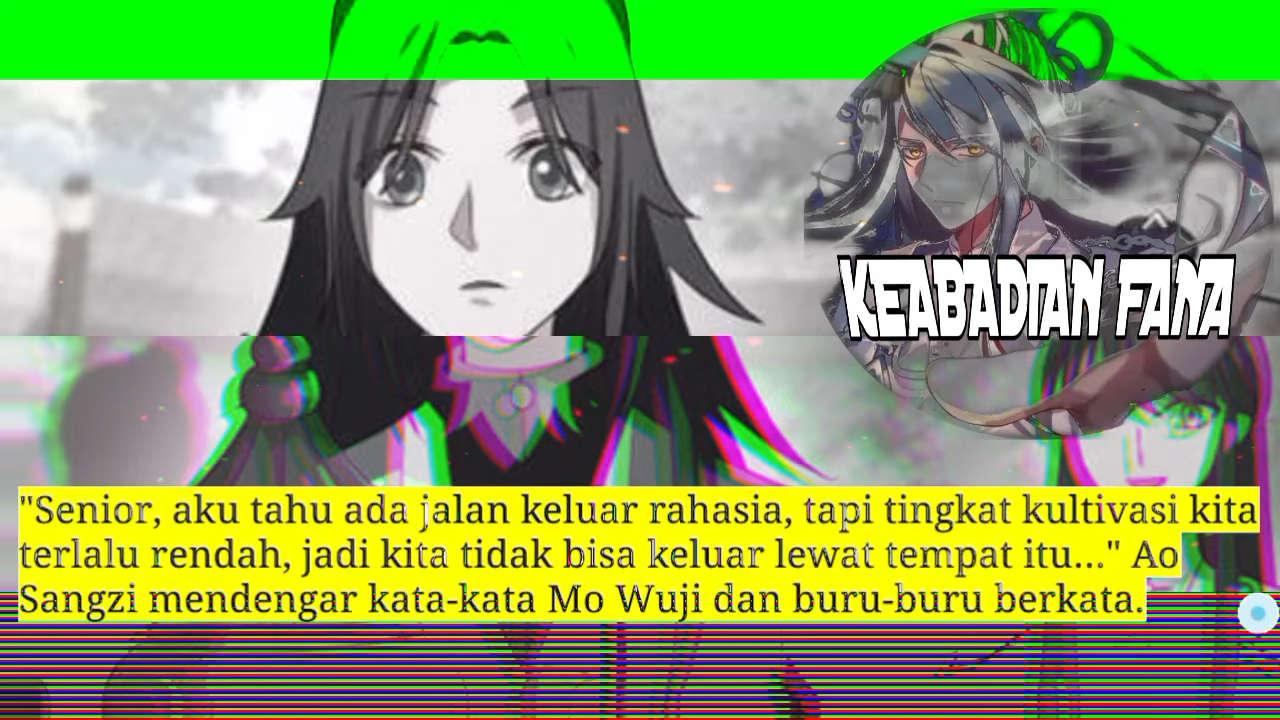 KEABADIAN FANA
"Senior, aku tahu ada jalan keluar rahasia, tapi tingkat kultivasi kita
terlalu rendah, jadi kita tidak bisa keluar lewat tempat itu..." Ao
Sangzi mendengar kata-kata Mo Wuji dan buru-buru berkata.